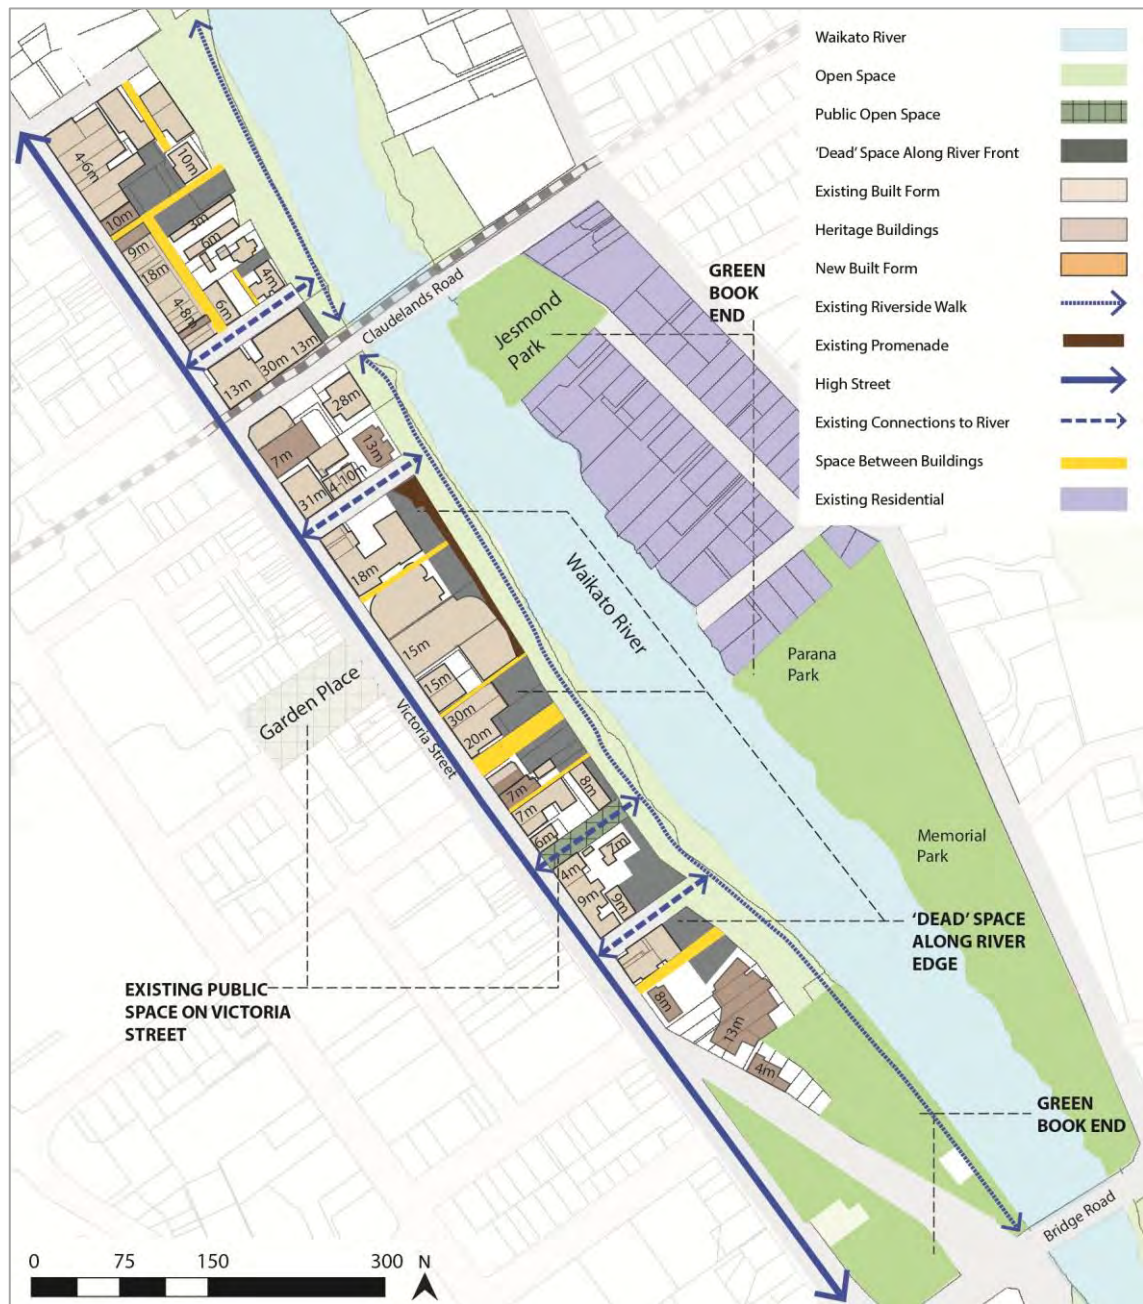 Waikato River
Open Space
Public Open Space
'Dead' Space Along River Front
Existing Built Form
Heritage Buildings
New Built Form
Existing Riverside Walk
Existing Promenade
High Street
Existing Connections to River
Space Between Buildings
Existing Residential
4-6m
10m
10m
3m
6m
9m
18m
4m
6m
4-8m
13m
30m
13m
Claudelands Road
GREEN
BOOK
END
Jesmond
Park
28m
7m
13m
4-10m
31m
18m
Waikato River
15m
Parana
Park
15m
Garden Place
Victoria Street
30m
20m
7m
8m
7m
6m
7m
4m
9m
9m
Memorial
Park
'DEAD' SPACE
ALONG RIVER
EDGE
EXISTING PUBLIC
SPACE ON VICTORIA
STREET
8m
13m
4m
GREEN
BOOK END
Bridge Road
0 75 150 300 N